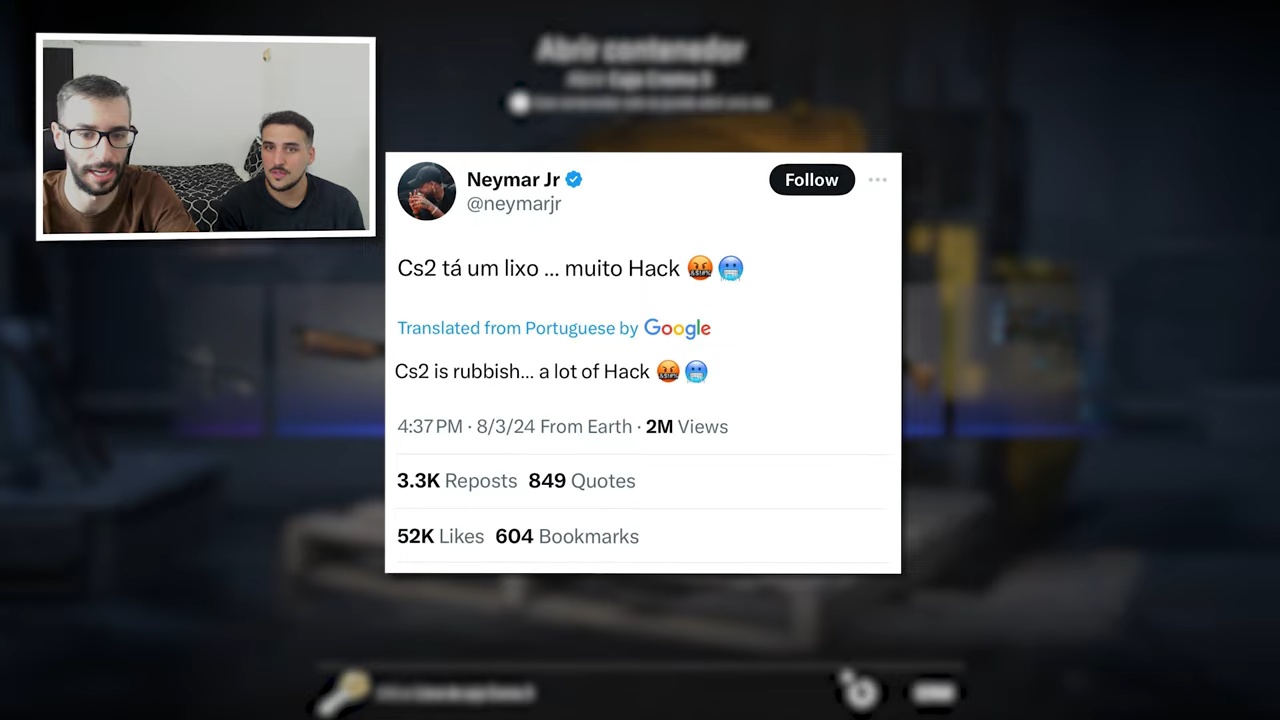 Abrir contenedor
Neymar Jr
@neymarjr
Follow
Cs2 tá um lixo ... muito Hack 🤬🥶
Translated from Portuguese by Google
Cs2 is rubbish... a lot of Hack 🤬🥶
4:37 PM · 8/3/24 From Earth · 2M Views
3.3K Reposts 849 Quotes
52K Likes 604 Bookmarks